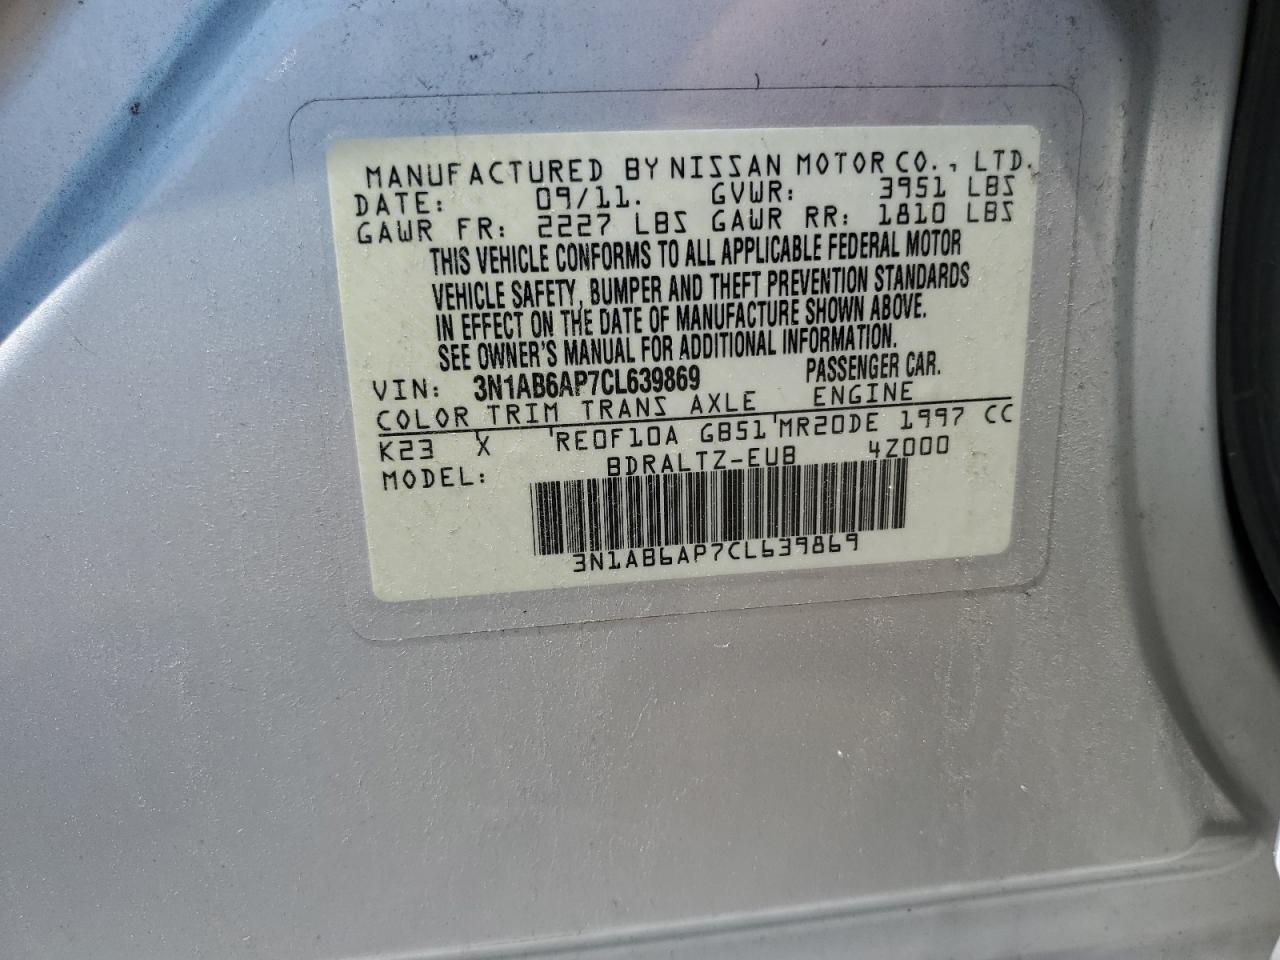 MANUFACTURED BY NISSAN MOTOR CO., LTD.
DATE: 09/11. GVWR: 3951 LBS
GAWR FR: 2227 LBS GAWR RR: 1810 LBS
THIS VEHICLE CONFORMS TO ALL APPLICABLE FEDERAL MOTOR
VEHICLE SAFETY, BUMPER AND THEFT PREVENTION STANDARDS
IN EFFECT ON THE DATE OF MANUFACTURE SHOWN ABOVE.
SEE OWNER'S MANUAL FOR ADDITIONAL INFORMATION.
VIN: 3N1AB6AP7CL639869 PASSENGER CAR.
COLOR TRIM TRANS AXLE ENGINE
K23 X RE0F10A GB51 MR20DE 1997 CC
MODEL: BDRALTZ-EUB 4Z000
3N1AB6AP7CL639869